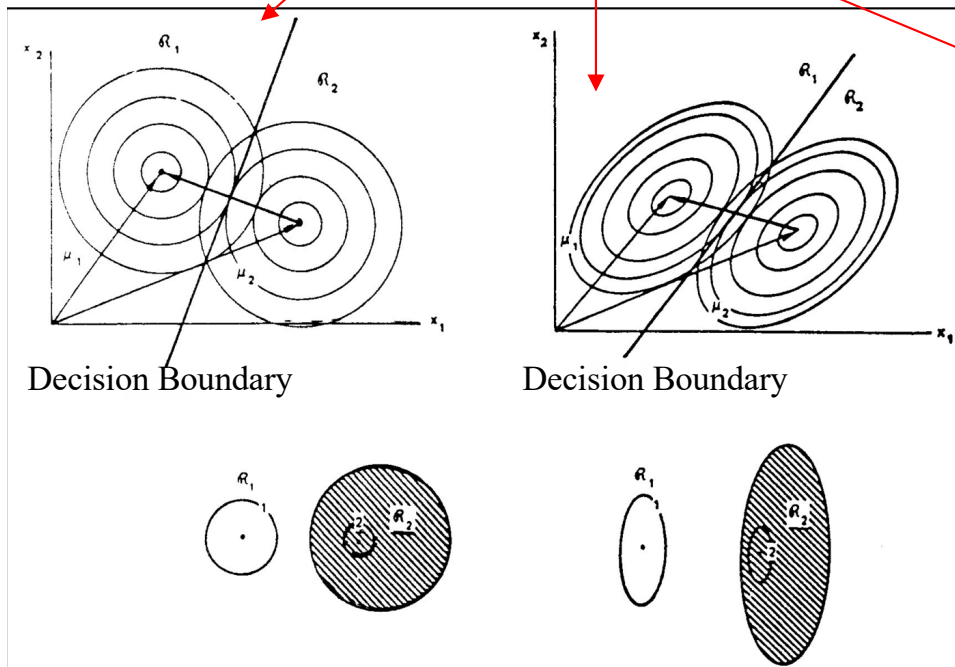 x₂
ℛ₁
ℛ₂
μ₁
μ₂
x₁
Decision Boundary
x₂
ℛ₁
ℛ₂
μ₁
μ₂
x₁
Decision Boundary
ℛ₁
1
2
ℛ₂
ℛ₁
1
2
ℛ₂